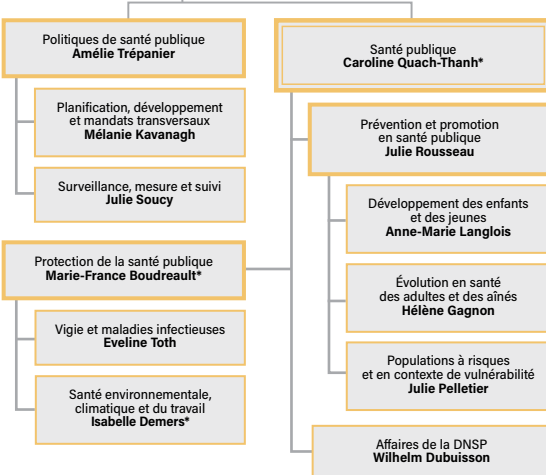 Politiques de santé publique
Amélie Trépanier
Planification, développement
et mandats transversaux
Mélanie Kavanagh
Surveillance, mesure et suivi
Julie Soucy
Protection de la santé publique
Marie-France Boudreault*
Vigie et maladies infectieuses
Eveline Toth
Santé environnementale,
climatique et du travail
Isabelle Demers*
Santé publique
Caroline Quach-Thanh*
Prévention et promotion
en santé publique
Julie Rousseau
Développement des enfants
et des jeunes
Anne-Marie Langlois
Évolution en santé
des adultes et des aînés
Hélène Gagnon
Populations à risques
et en contexte de vulnérabilité
Julie Pelletier
Affaires de la DNSP
Wilhelm Dubuisson